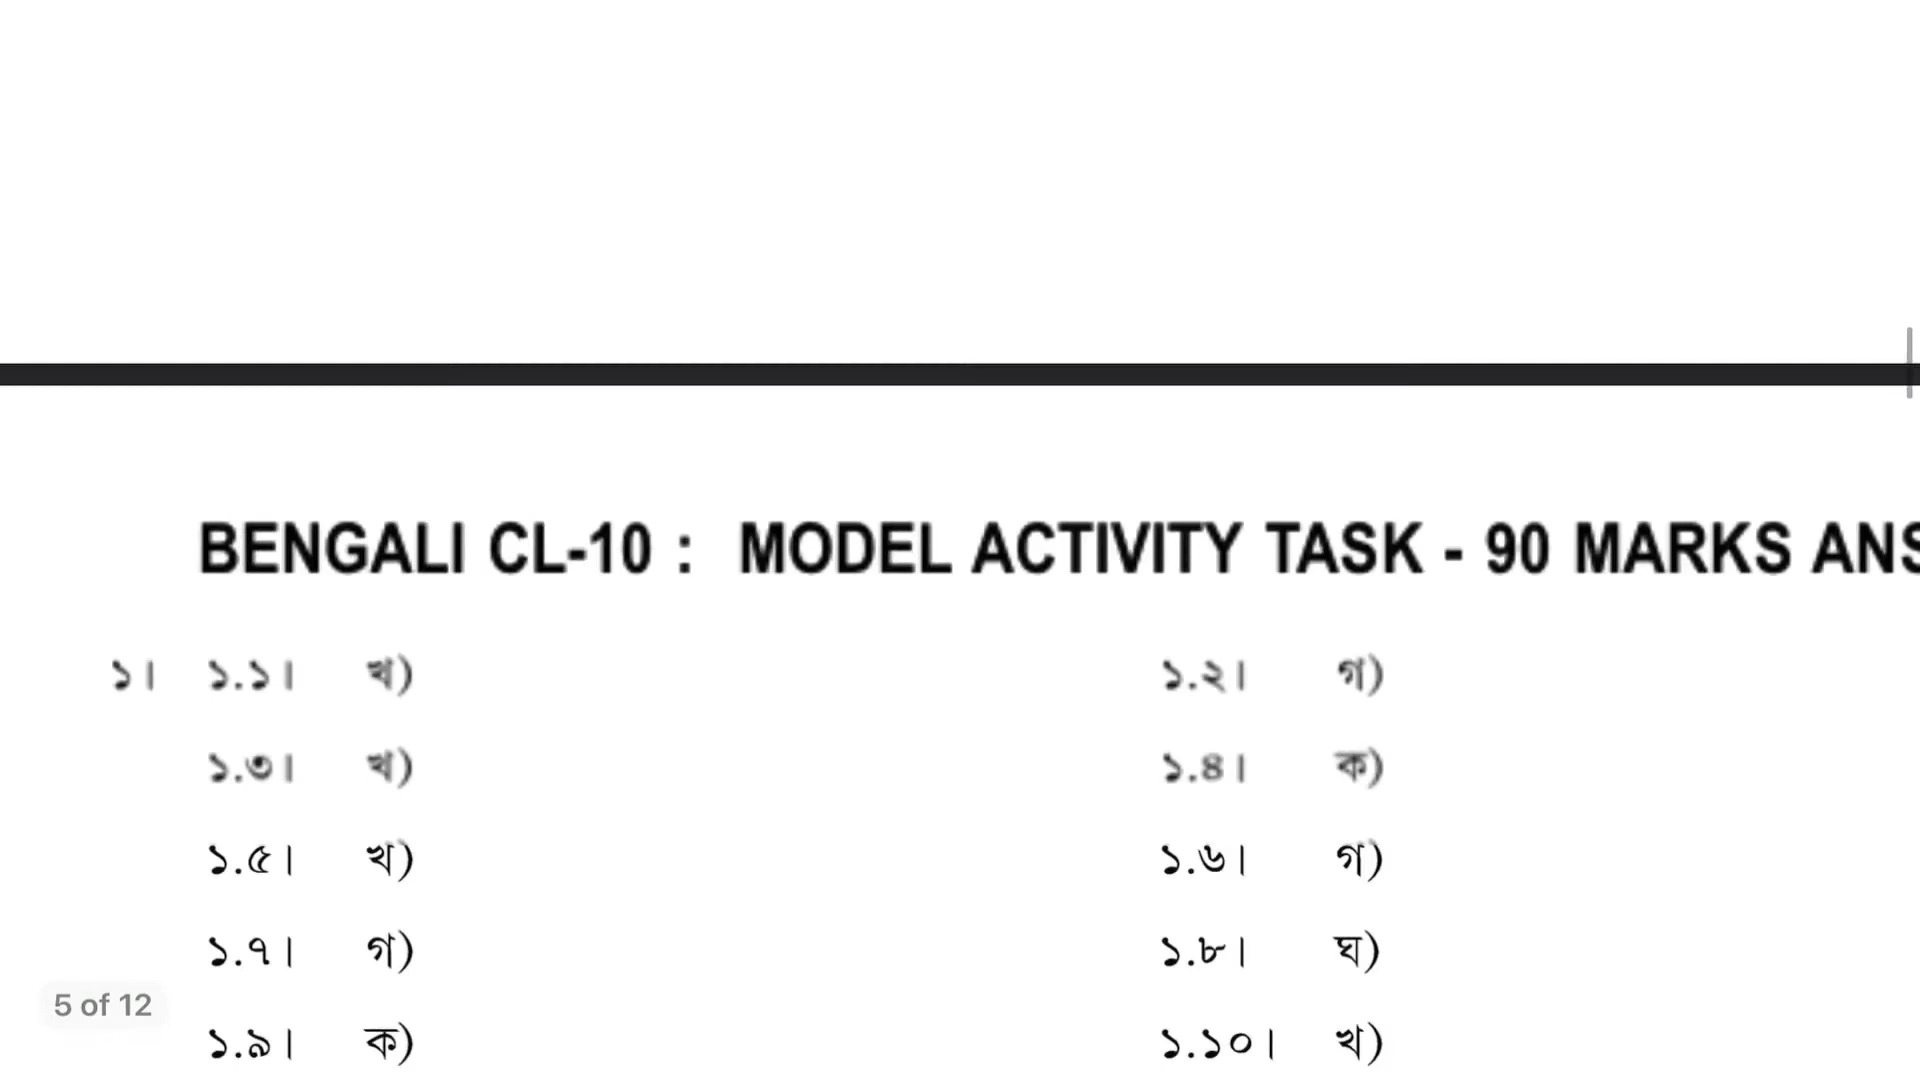 BENGALI CL-10 : MODEL ACTIVITY TASK - 90 MARKS
১। ১.১। খ) ১.২। গ)
১.৩। খ) ১.৪। ক)
১.৫। খ) ১.৬। গ)
১.৭। গ) ১.৮। ঘ)
5 of 12
১.৯। ক) ১.১০। খ)